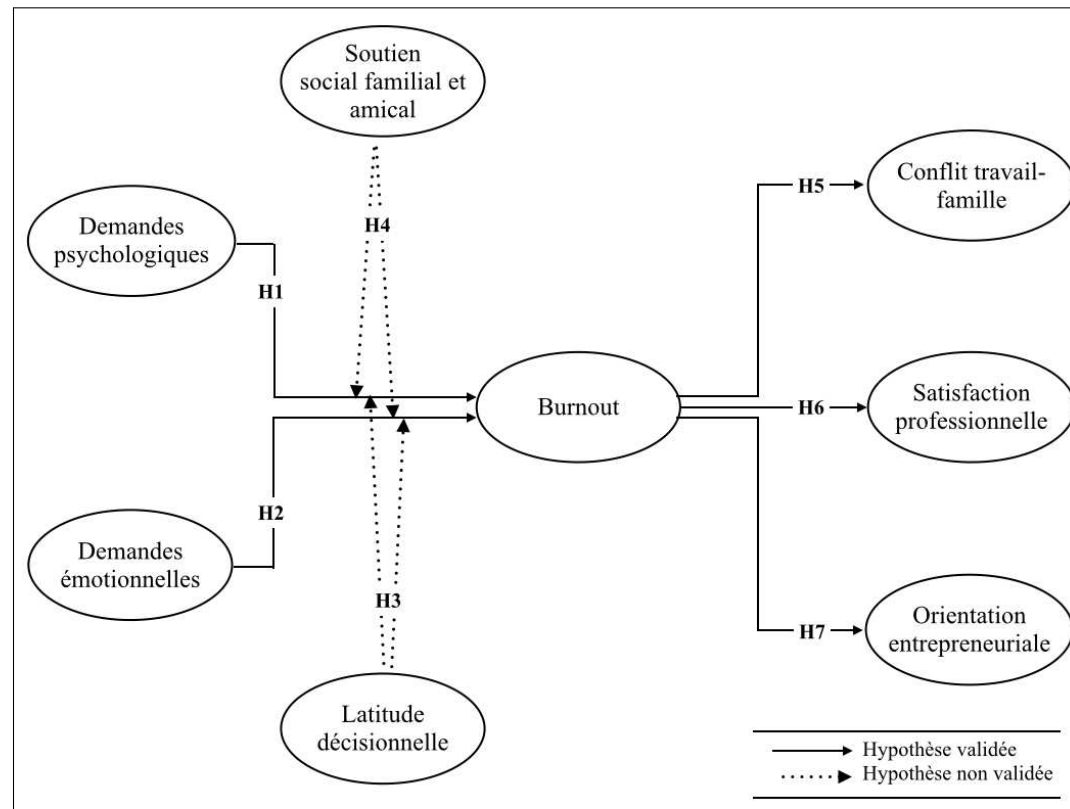 Soutien
social familial et
amical
H4
Demandes
psychologiques
H1
H2
Demandes
émotionnelles
H3
Latitude
décisionnelle
Burnout
H5
Conflit travail-
famille
H6
Satisfaction
professionnelle
H7
Orientation
entrepreneuriale
Hypothèse validée
Hypothèse non validée